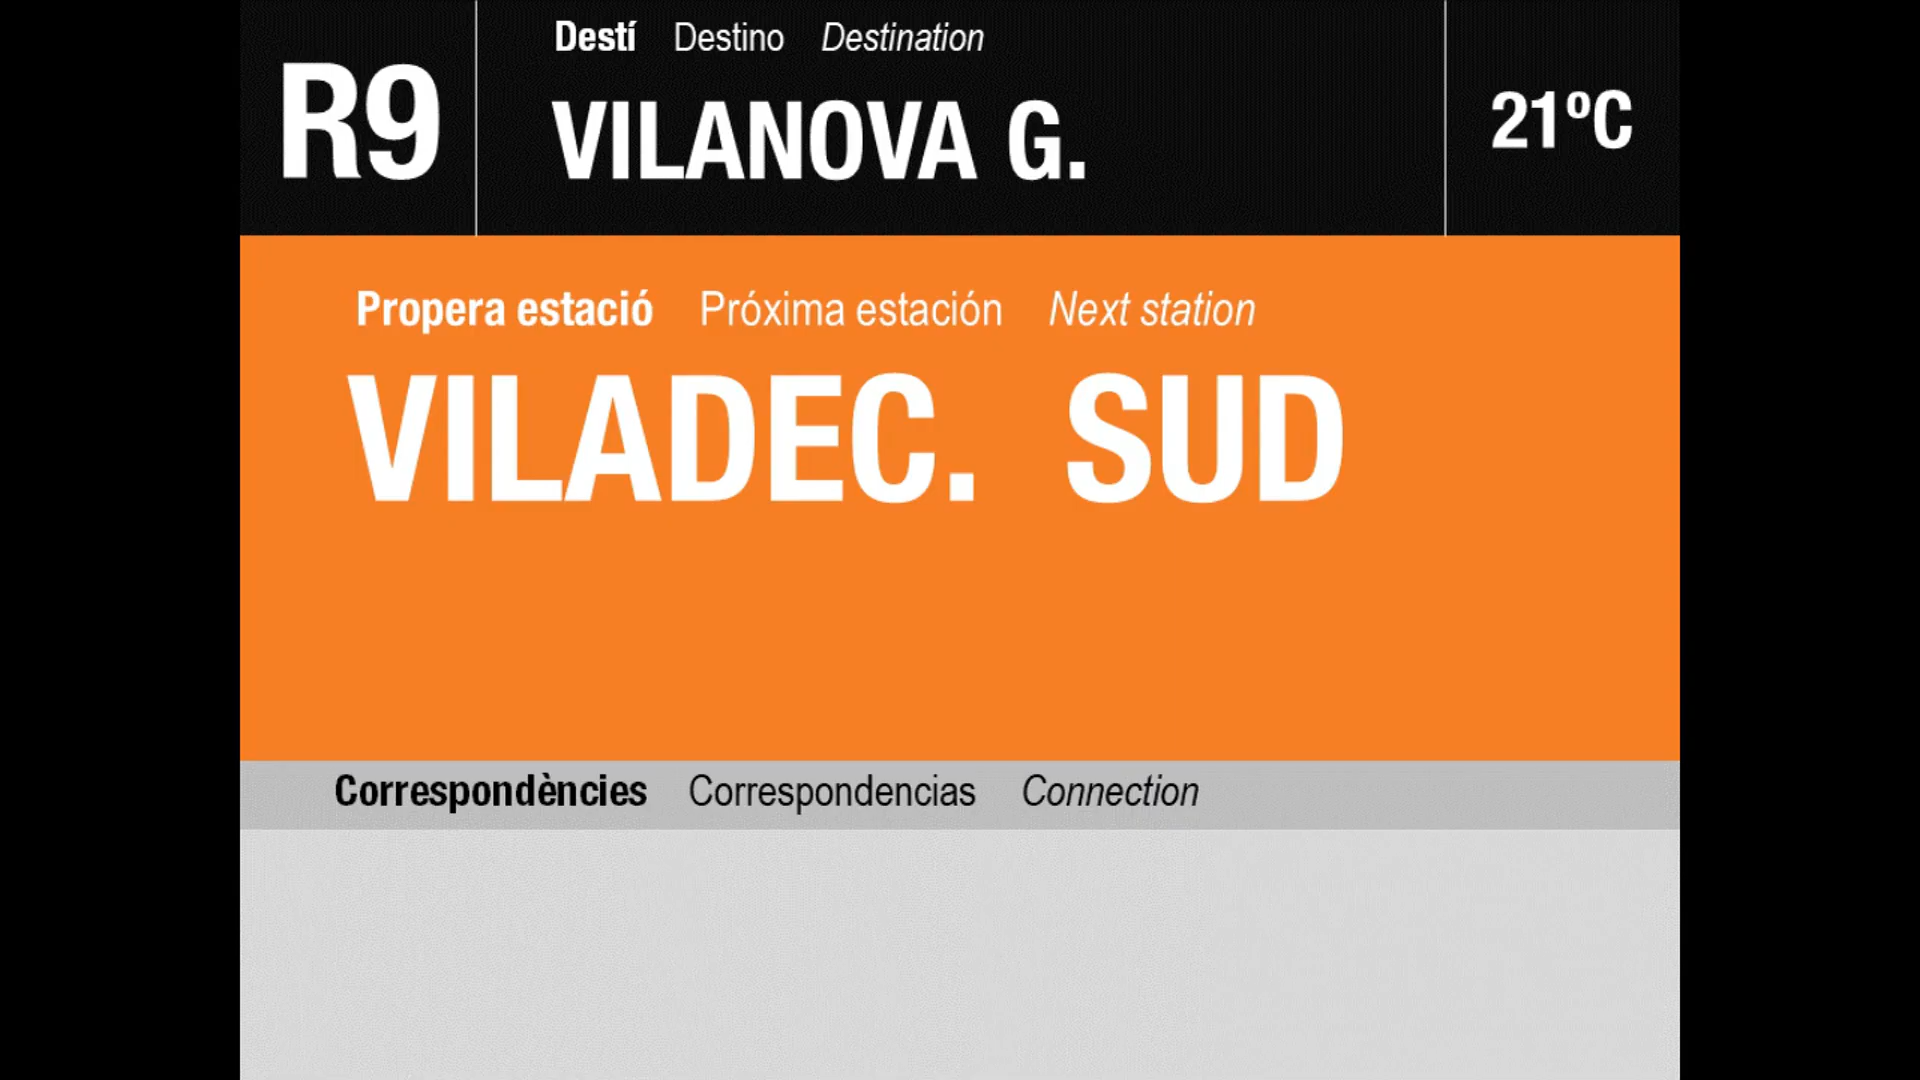 R9
Destí Destino Destination
VILANOVA G.
21ºC
Propera estació Próxima estación Next station
VILADEC. SUD
Correspondències Correspondencias Connection